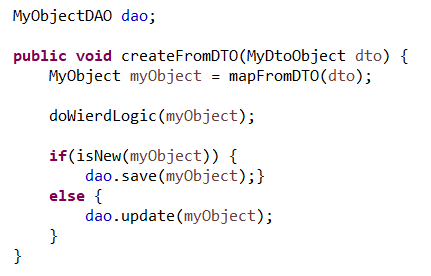 MyObjectDAO dao;
public void createFromDTO(MyDtoObject dto) {
MyObject myObject = mapFromDTO(dto);
doWierdLogic(myObject);
if(isNew(myObject)) {
dao.save(myObject);}
else {
dao.update(myObject);
}
}